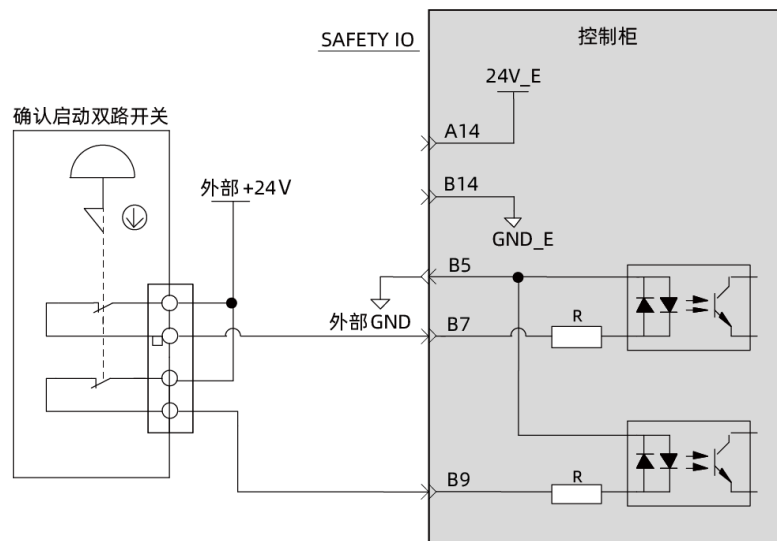 SAFETY IO
控制柜
24V_E
确认启动双路开关
A14
外部+24V
B14
GND_E
B5
外部GND
B7
R
B9
R